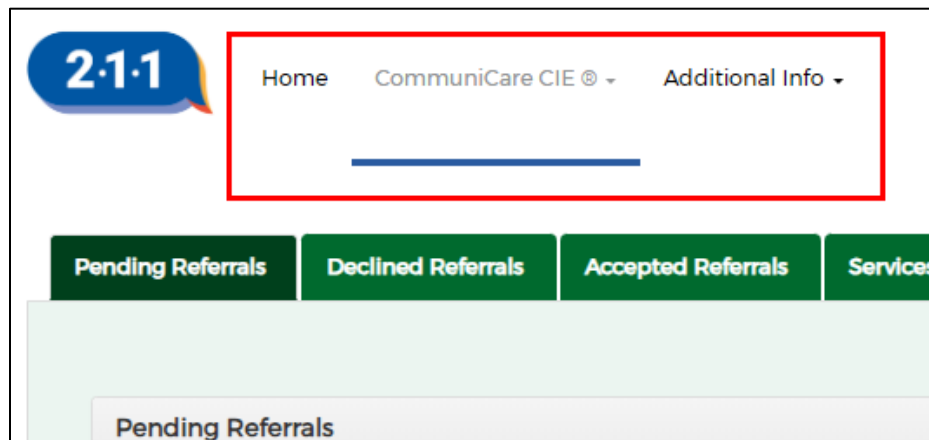 2·1·1
Home CommuniCare CIE ® Additional Info
Pending Referrals Declined Referrals Accepted Referrals Services
Pending Referrals